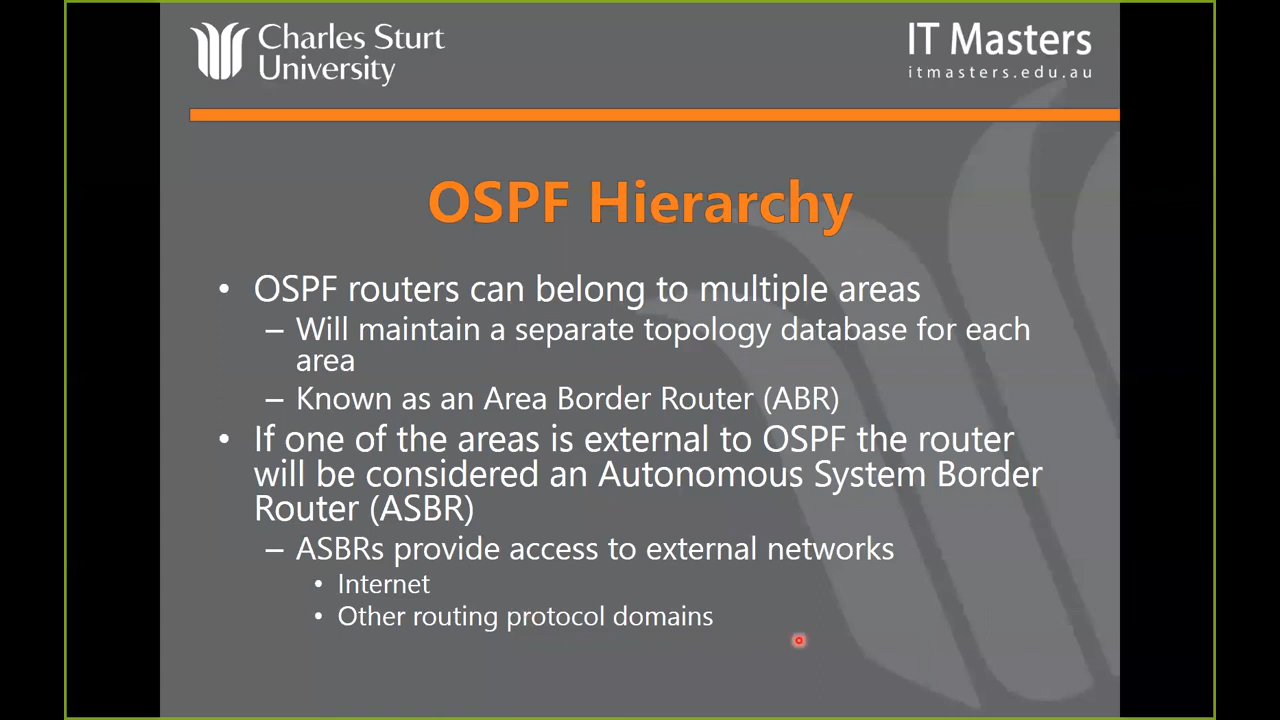 Charles Sturt
University
IT Masters
itmasters.edu.au
OSPF Hierarchy
• OSPF routers can belong to multiple areas
– Will maintain a separate topology database for each
area
– Known as an Area Border Router (ABR)
• If one of the areas is external to OSPF the router
will be considered an Autonomous System Border
Router (ASBR)
– ASBRs provide access to external networks
• Internet
• Other routing protocol domains